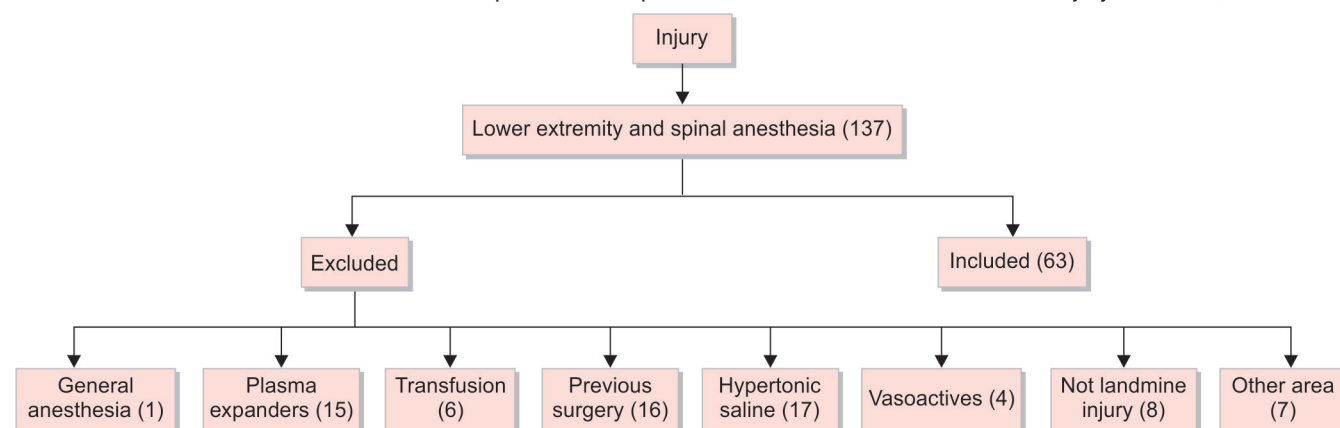 Injury
Lower extremity and spinal anesthesia (137)
Excluded
Included (63)
General
anesthesia (1)
Plasma
expanders (15)
Transfusion
(6)
Previous
surgery (16)
Hypertonic
saline (17)
Vasoactives (4)
Not landmine
injury (8)
Other area
(7)